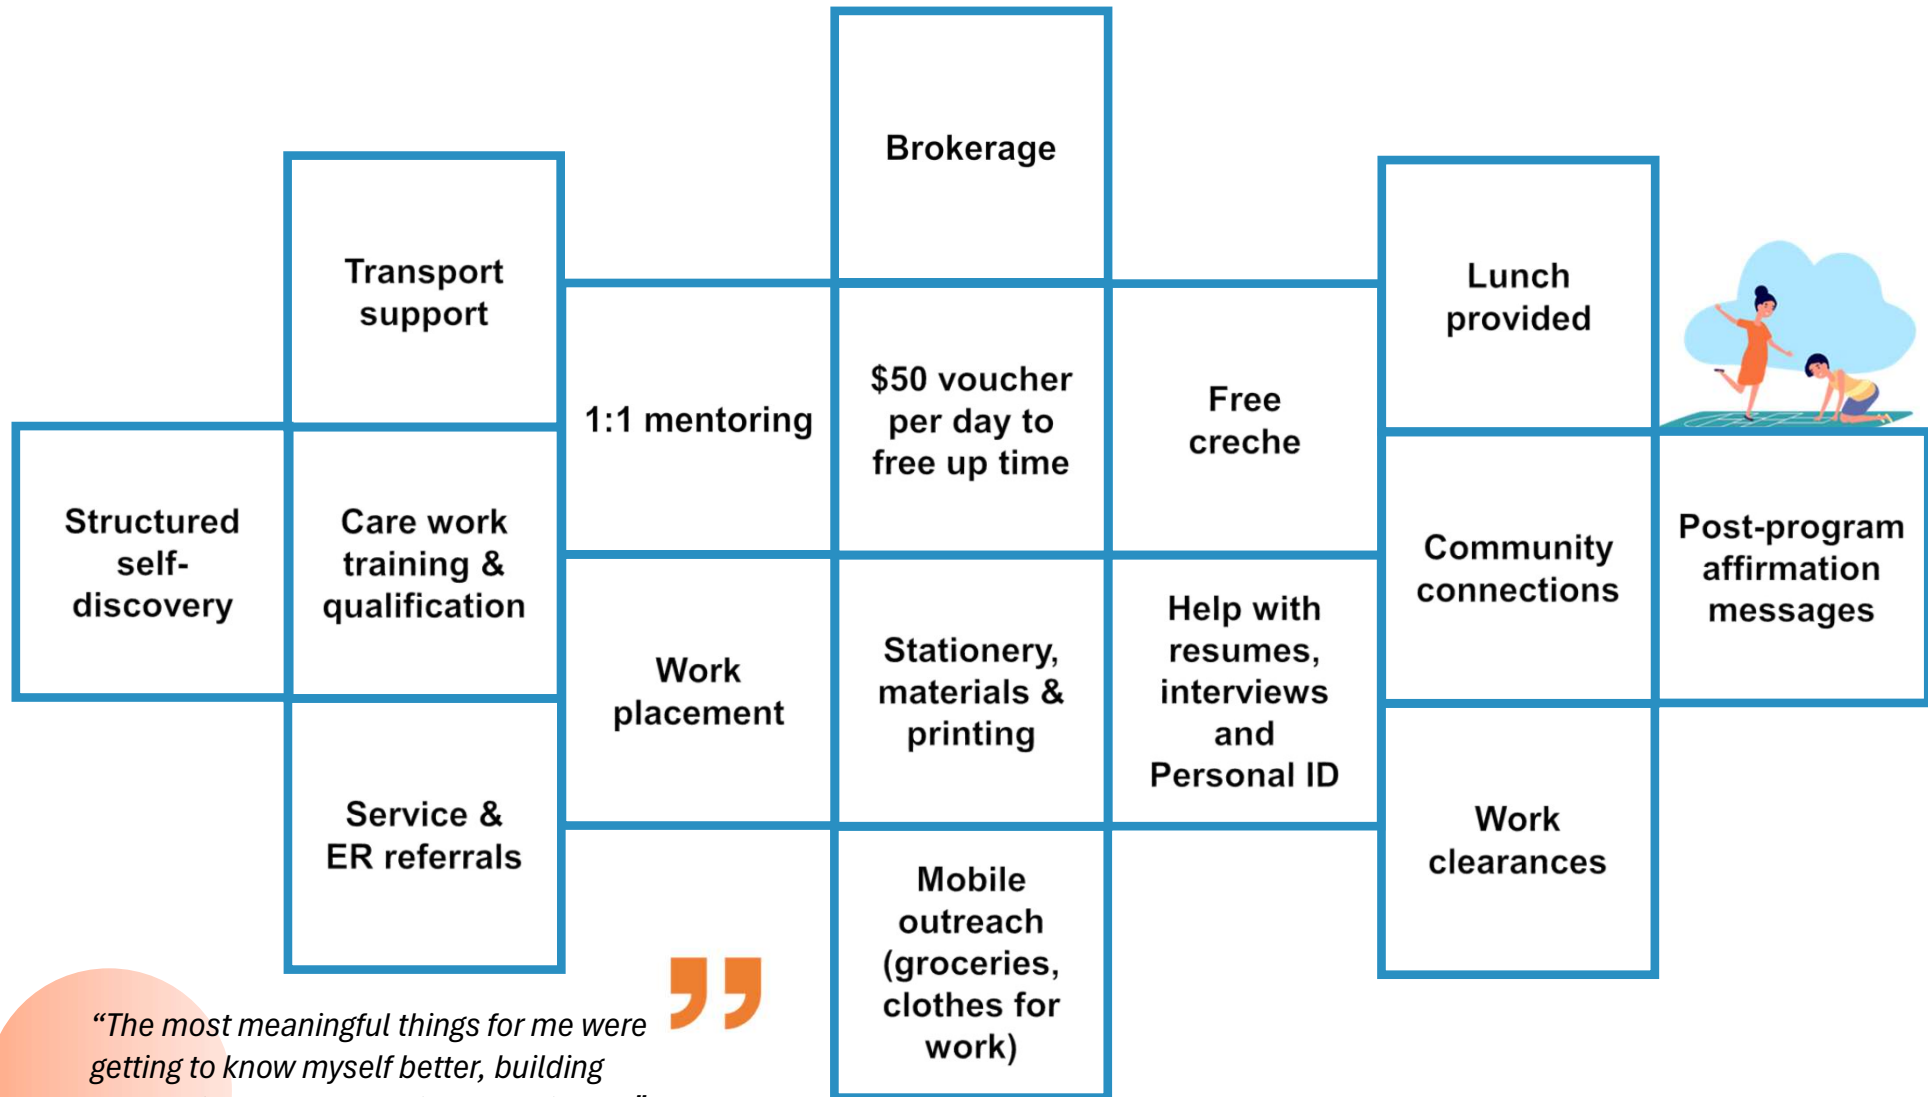 Brokerage
Transport
support
Lunch
provided
1:1 mentoring
$50 voucher
per day to
free up time
Free
creche
Structured
self-
discovery
Care work
training &
qualification
Community
connections
Post-program
affirmation
messages
Work
placement
Stationery,
materials &
printing
Help with
resumes,
interviews
and
Personal ID
Service &
ER referrals
Work
clearances
Mobile
outreach
(groceries,
clothes for
work)
“The most meaningful things for me were
getting to know myself better, building